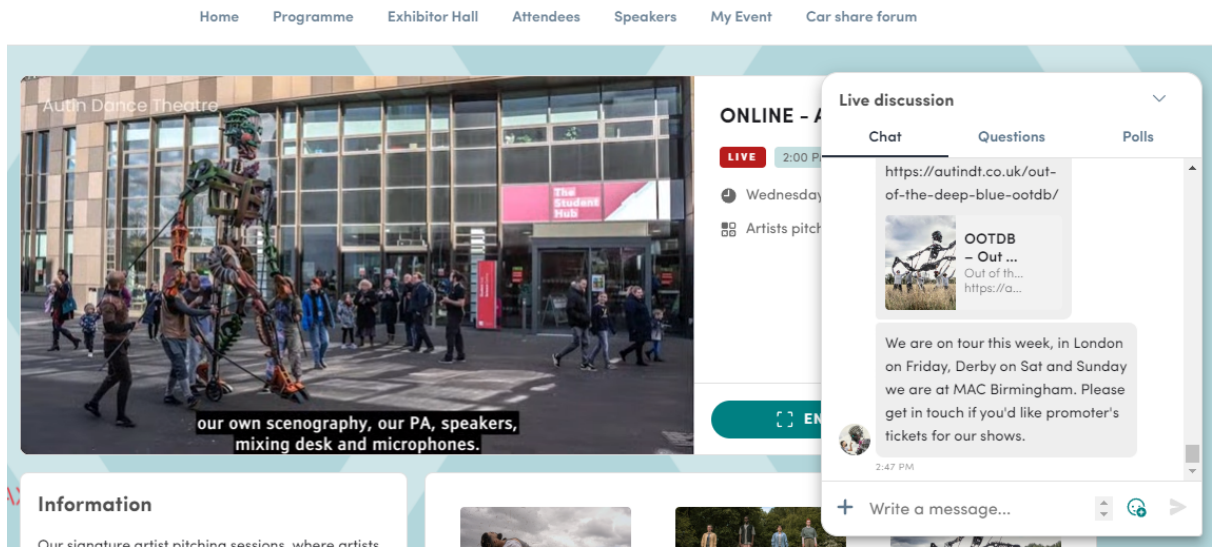 Home Programme Exhibitor Hall Attendees Speakers My Event Car share forum
Autin Dance Theatre
The
Student
Hub
our own scenography, our PA, speakers,
mixing desk and microphones.
ONLINE - A
LIVE 2:00 P
Wednesday
Artists pitch
EN
Live discussion
Chat Questions Polls
https://autindt.co.uk/out-
of-the-deep-blue-ootdb/
OOTDB
– Out ...
Out of th...
https://a...
We are on tour this week, in London
on Friday, Derby on Sat and Sunday
we are at MAC Birmingham. Please
get in touch if you'd like promoter's
tickets for our shows.
2:47 PM
Write a message...
Information
Our signature artist pitching sessions, where artists